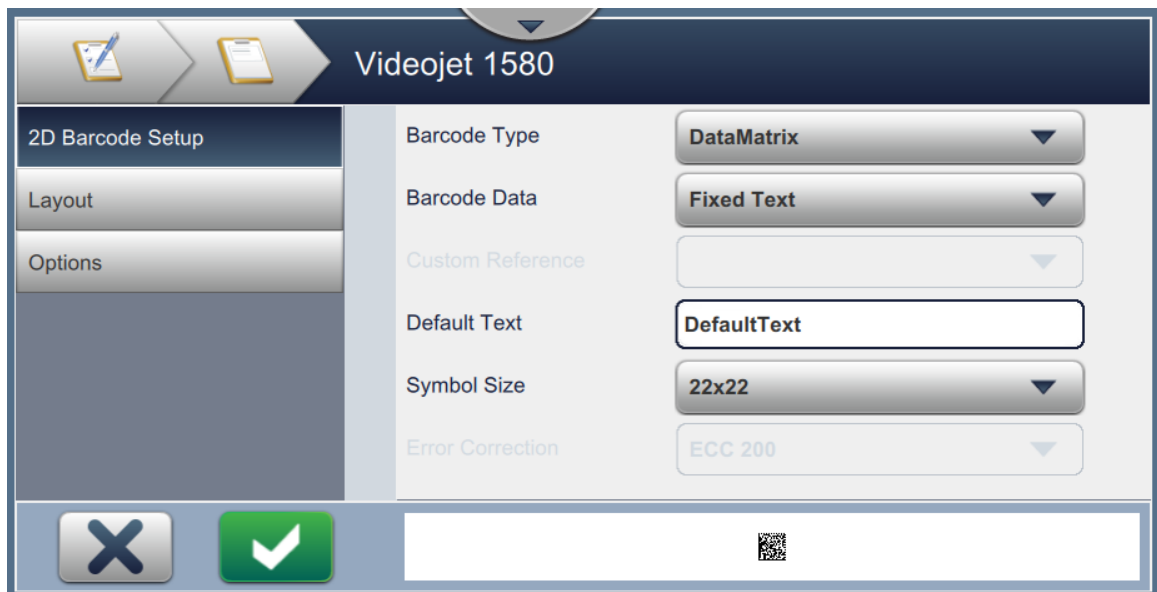 Videojet 1580
2D Barcode Setup
Layout
Options
Barcode Type DataMatrix
Barcode Data Fixed Text
Custom Reference
Default Text DefaultText
Symbol Size 22x22
Error Correction ECC 200